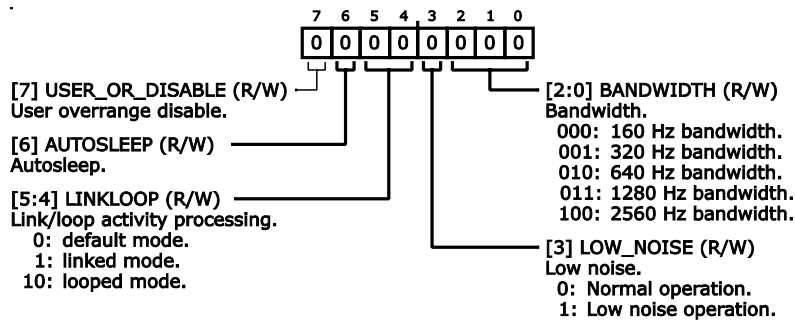 7 6 5 4 3 2 1 0
0 0 0 0 0 0 0 0
[7] USER_OR_DISABLE (R/W)
User overrange disable.
[6] AUTOSLEEP (R/W)
Autosleep.
[5:4] LINKLOOP (R/W)
Link/loop activity processing.
0: default mode.
1: linked mode.
10: looped mode.
[2:0] BANDWIDTH (R/W)
Bandwidth.
000: 160 Hz bandwidth.
001: 320 Hz bandwidth.
010: 640 Hz bandwidth.
011: 1280 Hz bandwidth.
100: 2560 Hz bandwidth.
[3] LOW_NOISE (R/W)
Low noise.
0: Normal operation.
1: Low noise operation.